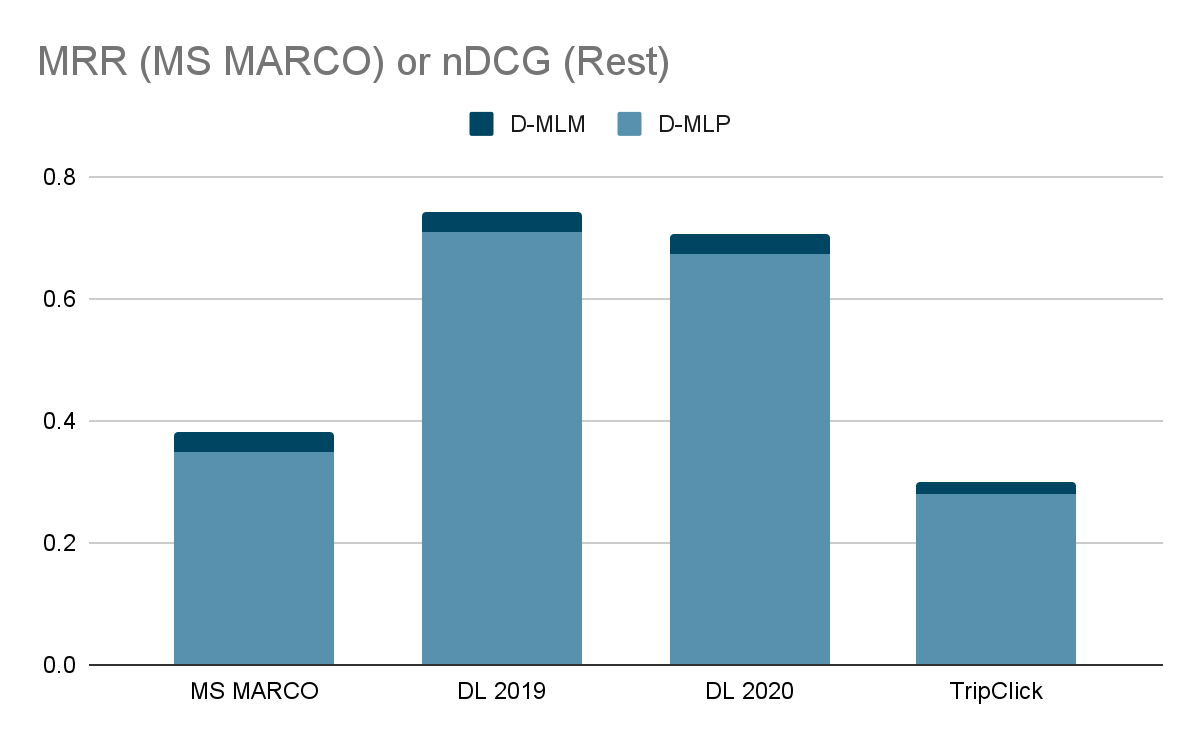 MRR (MS MARCO) or nDCG (Rest)
D-MLM D-MLP
0.8
0.6
0.4
0.2
0.0
MS MARCO DL 2019 DL 2020 TripClick